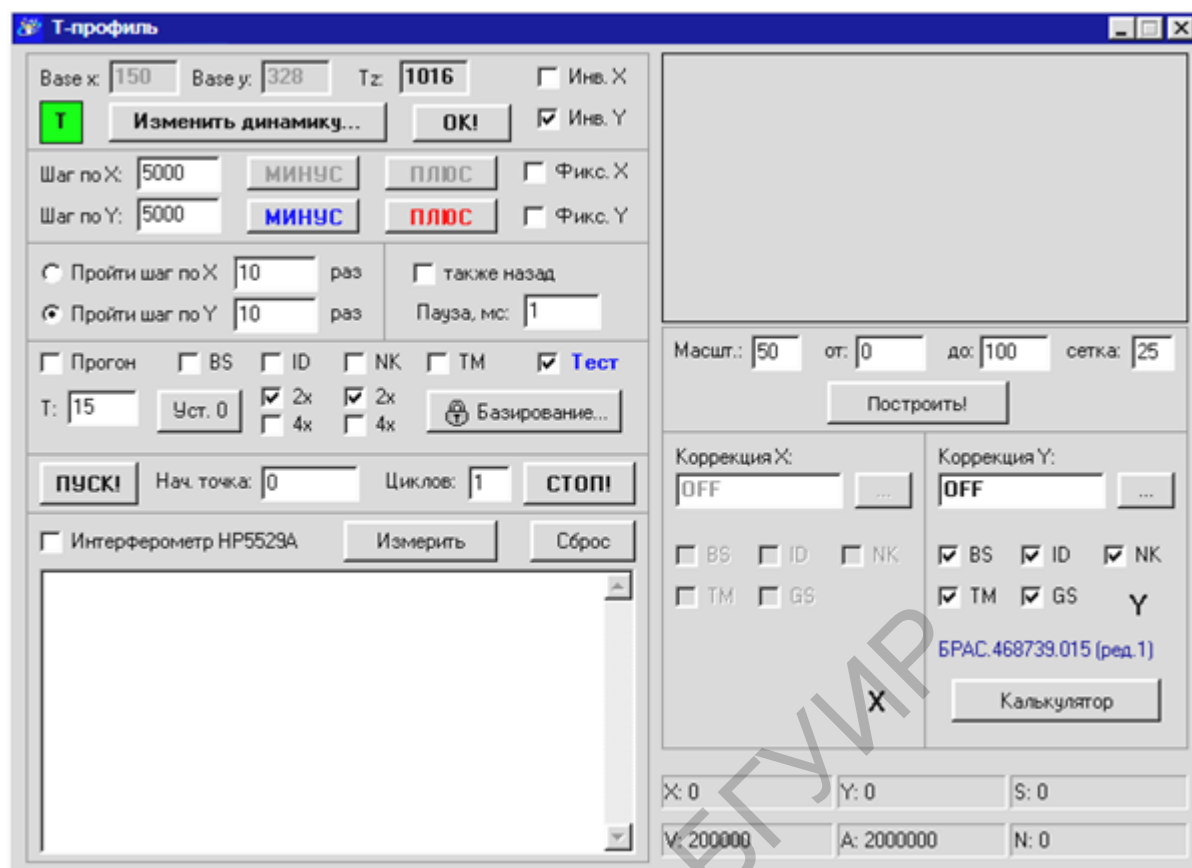 Т-профиль
Base x: 150 Base y: 328 Tz: 1016 Инв. X
T Изменить динамику... OK! Инв. Y
Шаг по X: 5000 МИНУС ПЛЮС Фикс. X
Шаг по Y: 5000 МИНУС ПЛЮС Фикс. Y
Пройти шаг по X 10 раз также назад
Пройти шаг по Y 10 раз Пауза, мс: 1
Прогон BS ID NK TM Тест
T: 15 Уст. 0 2x 2x Базирование...
4x 4x
ПУСК! Нач. точка: 0 Циклов: 1 СТОП!
Интерферометр HP5529A Измерить Сброс
Масшт.: 50 от: 0 до: 100 сетка: 25
Построить!
Коррекция X: Коррекция Y:
OFF ... OFF ...
BS ID NK BS ID NK
TM GS TM GS Y
БРАС.468739.015 (ред.1)
X Калькулятор
X: 0 Y: 0 S: 0
V: 200000 A: 2000000 N: 0
БГУИР